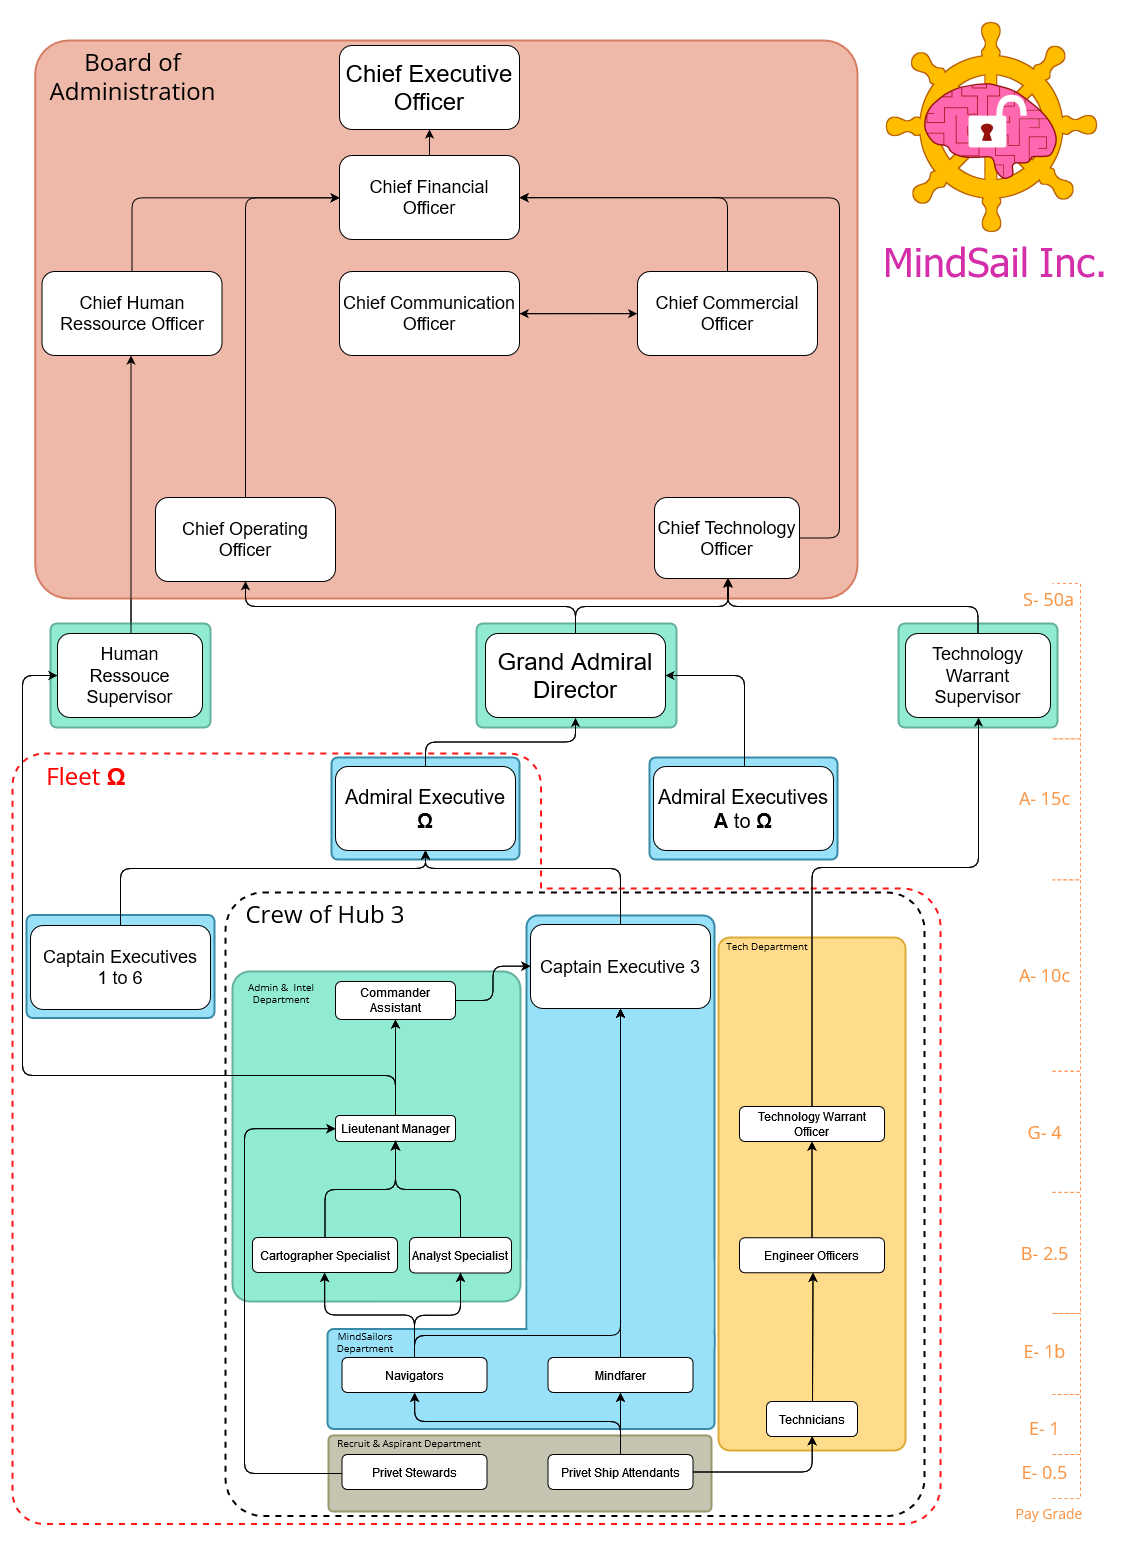 Board of
Administration
Chief Executive
Officer
MindSail Inc.
Chief Financial
Officer
Chief Human
Ressource Officer
Chief Communication
Officer
Chief Commercial
Officer
Chief Operating
Officer
Chief Technology
Officer
S- 50a
Human
Ressouce
Supervisor
Grand Admiral
Director
Technology
Warrant
Supervisor
Fleet Ω
Admiral Executive
Ω
Admiral Executives
A to Ω
A- 15c
Crew of Hub 3
Captain Executives
1 to 6
Captain Executive 3
Tech Department
A- 10c
Admin & Intel
Department
Commander
Assistant
Lieutenant Manager
Technology Warrant
Officer
G- 4
Cartographer Specialist
Analyst Specialist
Engineer Officers
B- 2.5
MindSailors
Department
E- 1b
Navigators
Mindfarer
Technicians
E- 1
Recruit & Aspirant Department
Privet Stewards
Privet Ship Attendants
E- 0.5
Pay Grade